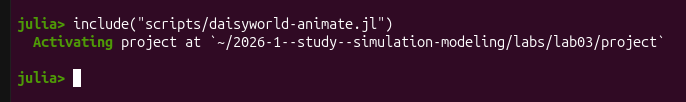 julia> include("scripts/daisyworld-animate.jl")
  Activating project at `~/2026-1--study--simulation-modeling/labs/lab03/project`
julia>